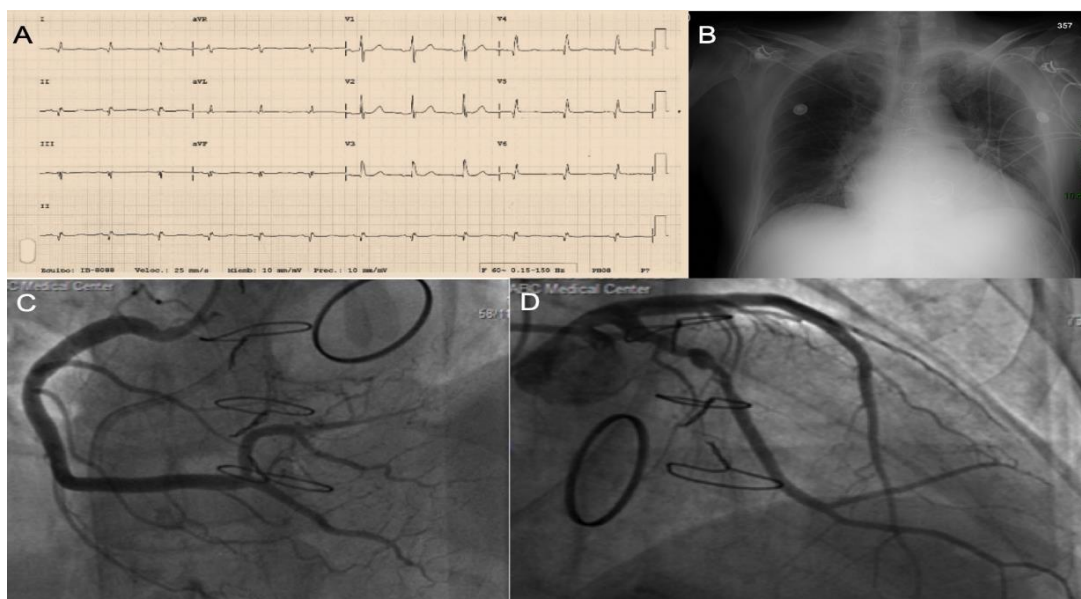 A
I
aVR
V1
V4
II
aVL
V2
V5
III
aVF
V3
V6
II
Veloc.: 25 mm/s
Miemb: 10 mm/mV
Prec.: 10 mm/mV
F 60~ 0.15-150 Hz
B
357
C
BC Medical Center
D
ABC Medical Center